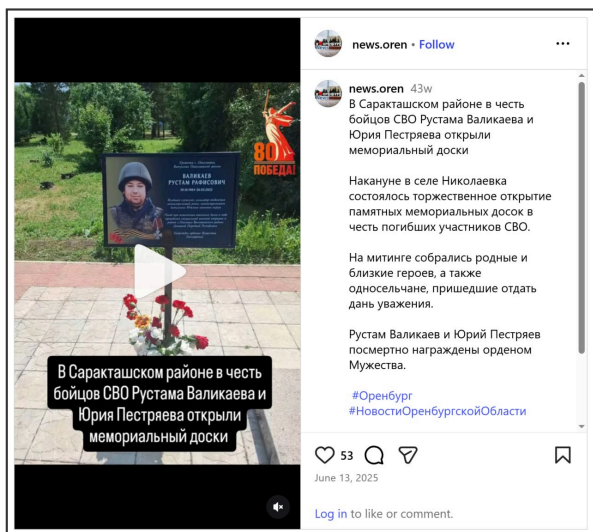 news.oren • Follow
news.oren 43w
В Саракташском районе в честь
бойцов СВО Рустама Валикаева и
Юрия Пестряева открыли
мемориальный доски
Накануне в селе Николаевка
состоялось торжественное открытие
памятных мемориальных досок в
честь погибших участников СВО.
На митинге собрались родные и
близкие героев, а также
односельчане, пришедшие отдать
дань уважения.
Рустам Валикаев и Юрий Пестряев
посмертно награждены орденом
Мужества.
#Оренбург
#НовостиОренбургской​Области
53
June 13, 2025
Log in to like or comment.
80
ПОБЕДА!
ВАЛИКАЕВ
РУСТАМ РАФИСОВИЧ
В Саракташском районе в честь
бойцов СВО Рустама Валикаева и
Юрия Пестряева открыли
мемориальный доски